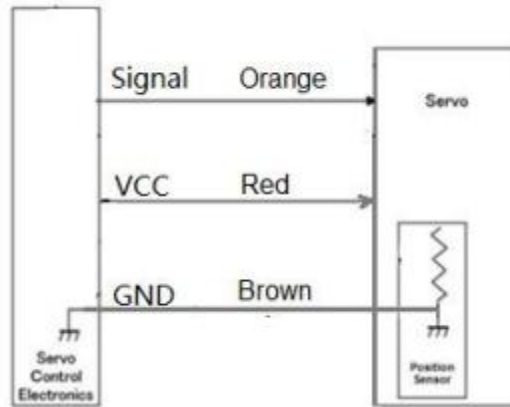 Signal Orange
Servo
VCC Red
GND Brown
Servo
Control
Electronics
Position
Sensor